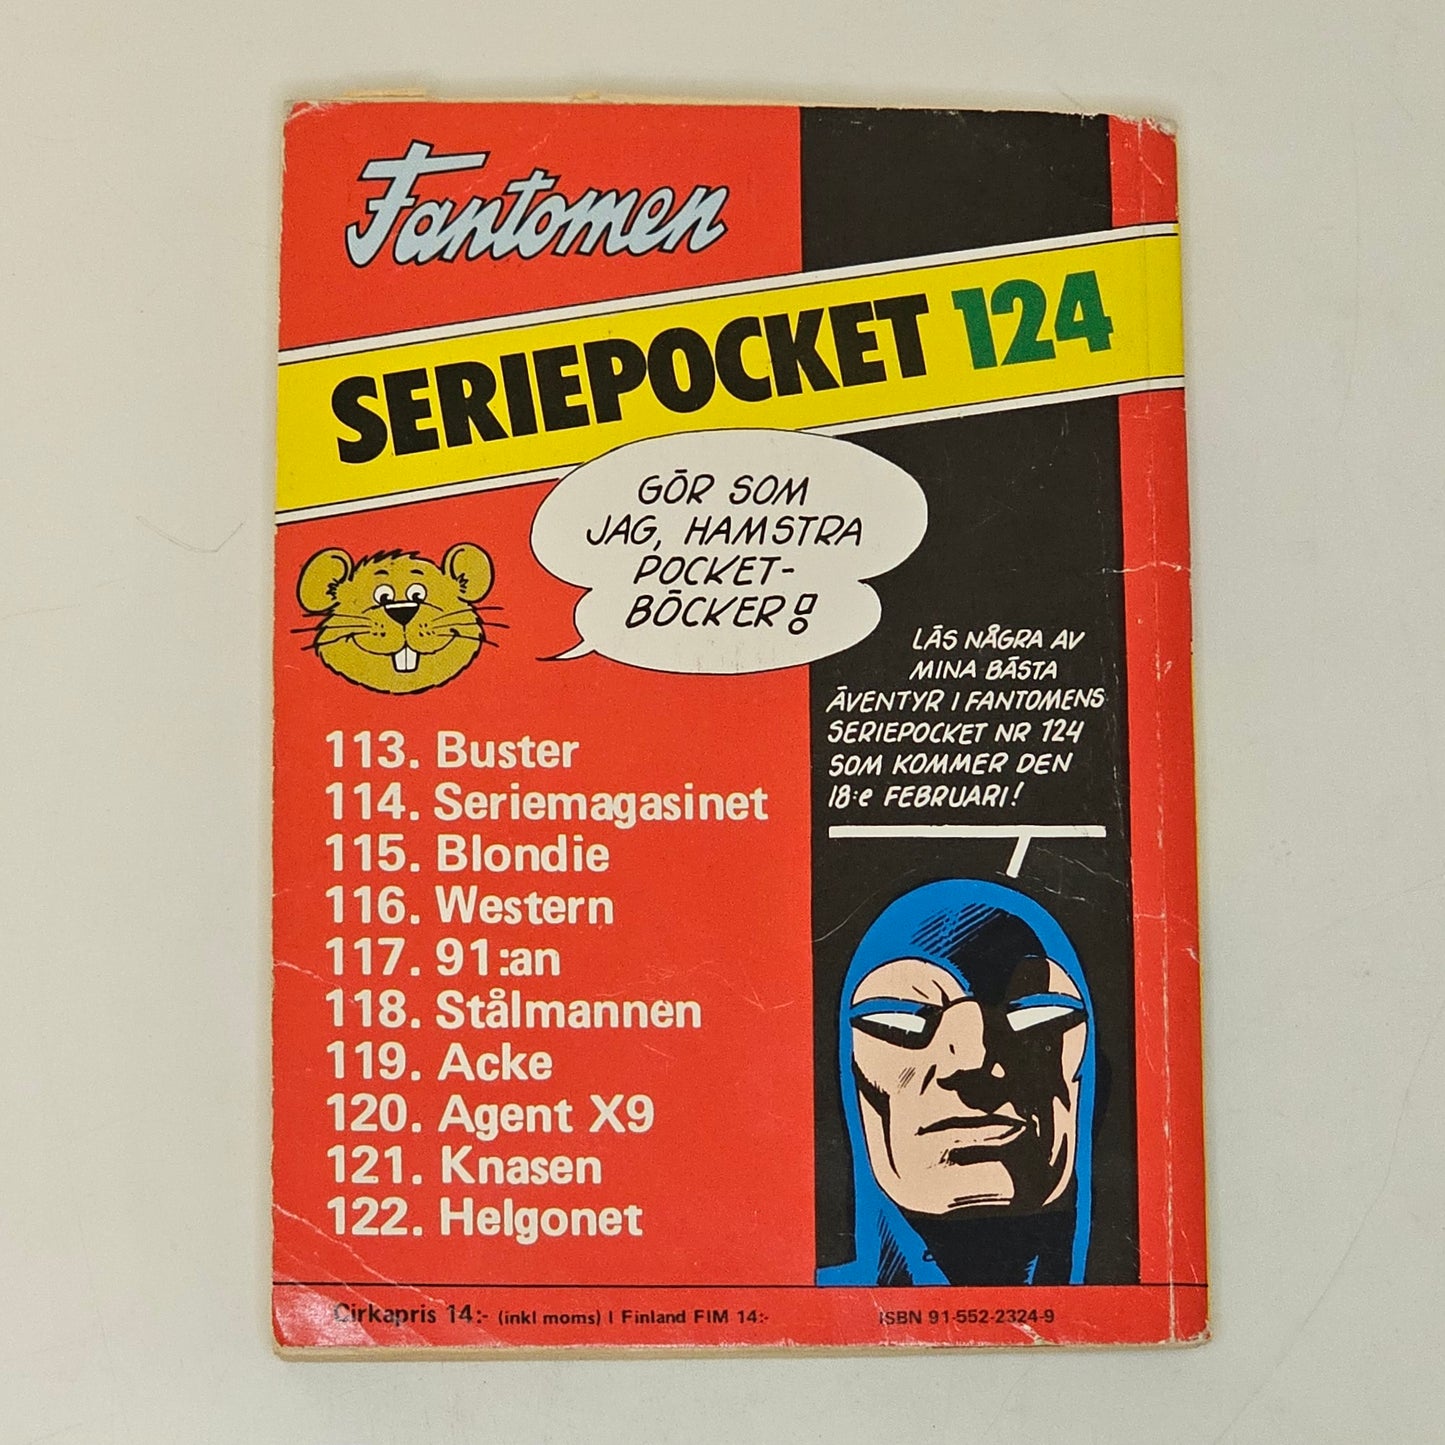 Fantomen
SERIEPOCKET 124
GÖR SOM
JAG, HAMSTRA
POCKET-
BÖCKER!
LÄS NÅGRA AV
MINA BÄSTA
ÄVENTYR I FANTOMENS
SERIEPOCKET NR 124
SOM KOMMER DEN
18:e FEBRUARI!
113. Buster
114. Seriemagasinet
115. Blondie
116. Western
117. 91:an
118. Stålmannen
119. Acke
120. Agent X9
121. Knasen
122. Helgonet
Cirkapris 14:- (inkl moms) I Finland FIM 14:-
ISBN 91-552-2324-9